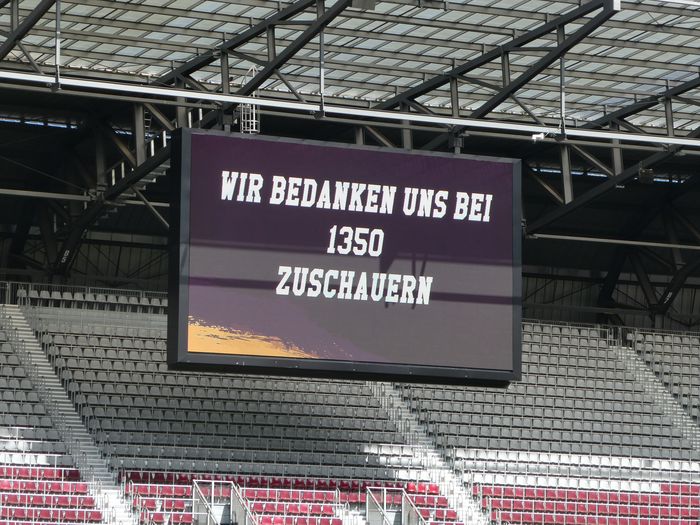 WIR BEDANKEN UNS BEI
1350
ZUSCHAUERN